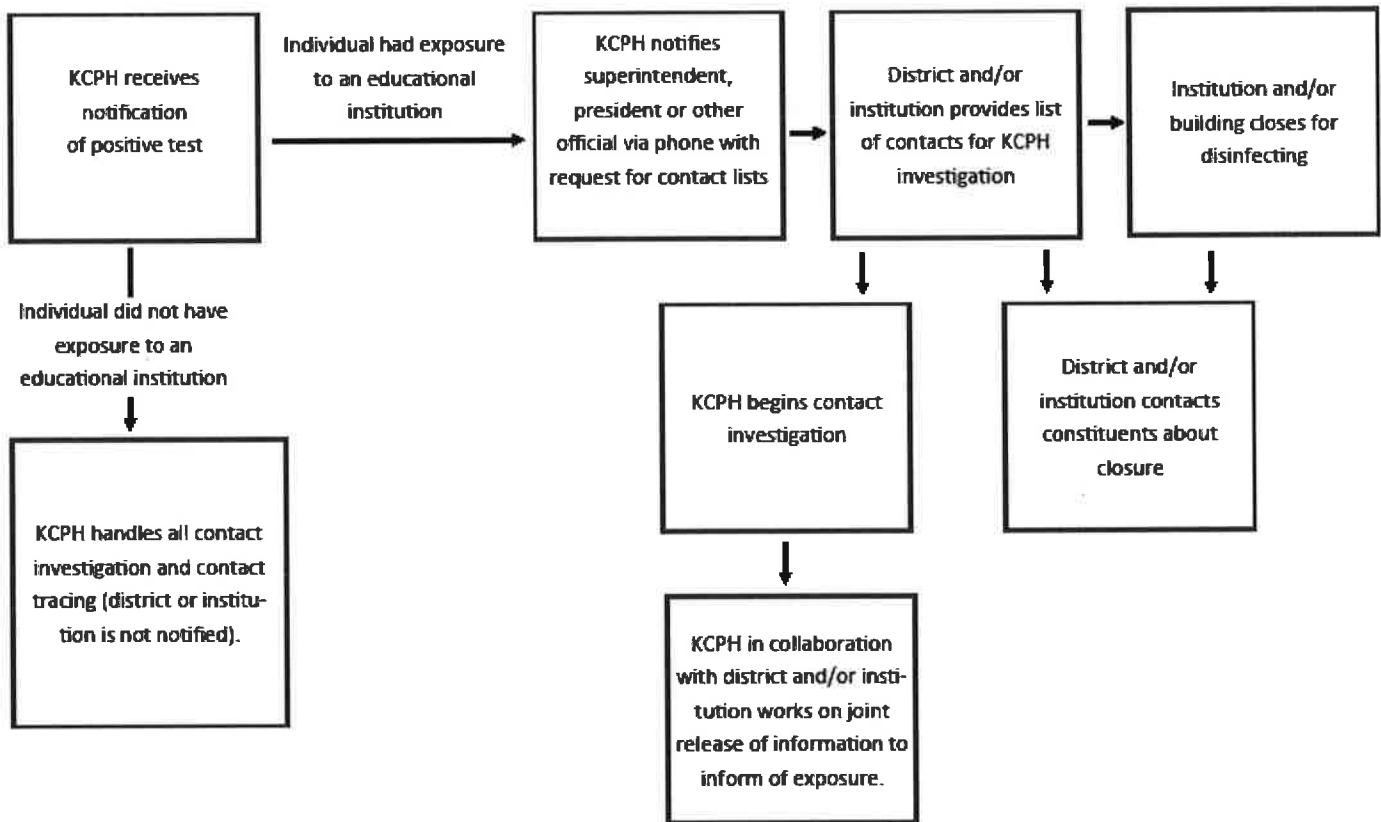 KCPH receives
notification
of positive test
Individual had exposure
to an educational
institution
KCPH notifies
superintendent,
president or other
official via phone with
request for contact lists
District and/or
institution provides list
of contacts for KCPH
investigation
Institution and/or
building closes for
disinfecting
Individual did not have
exposure to an
educational institution
KCPH handles all contact
investigation and contact
tracing (district or institu-
tion is not notified).
KCPH begins contact
investigation
District and/or
institution contacts
constituents about
closure
KCPH in collaboration
with district and/or insti-
tution works on joint
release of information to
inform of exposure.